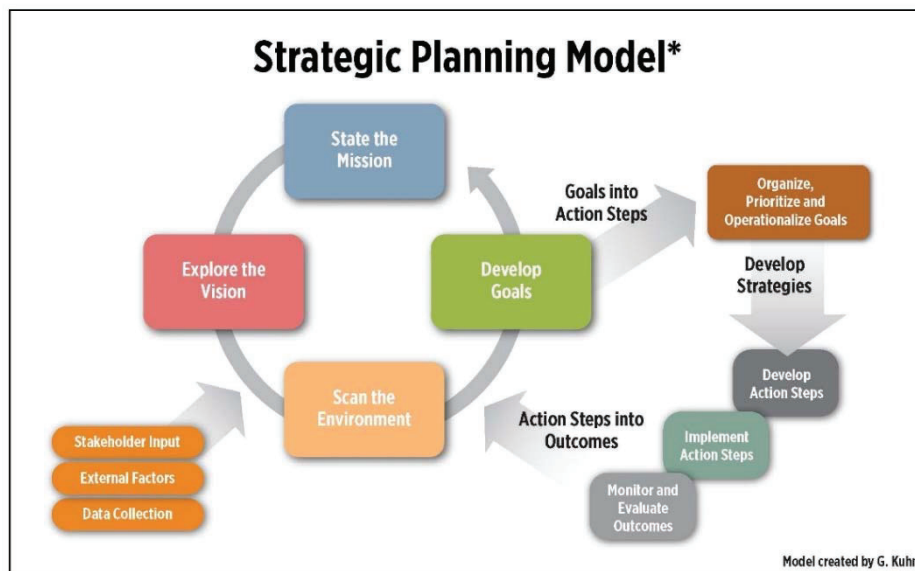 Strategic Planning Model*
State the
Mission
Goals into
Action Steps
Organize,
Prioritize and
Operationalize Goals
Explore the
Vision
Develop
Goals
Develop
Strategies
Scan the
Environment
Develop
Action Steps
Action Steps into
Outcomes
Implement
Action Steps
Stakeholder Input
External Factors
Data Collection
Monitor and
Evaluate
Outcomes
Model created by G. Kuhn